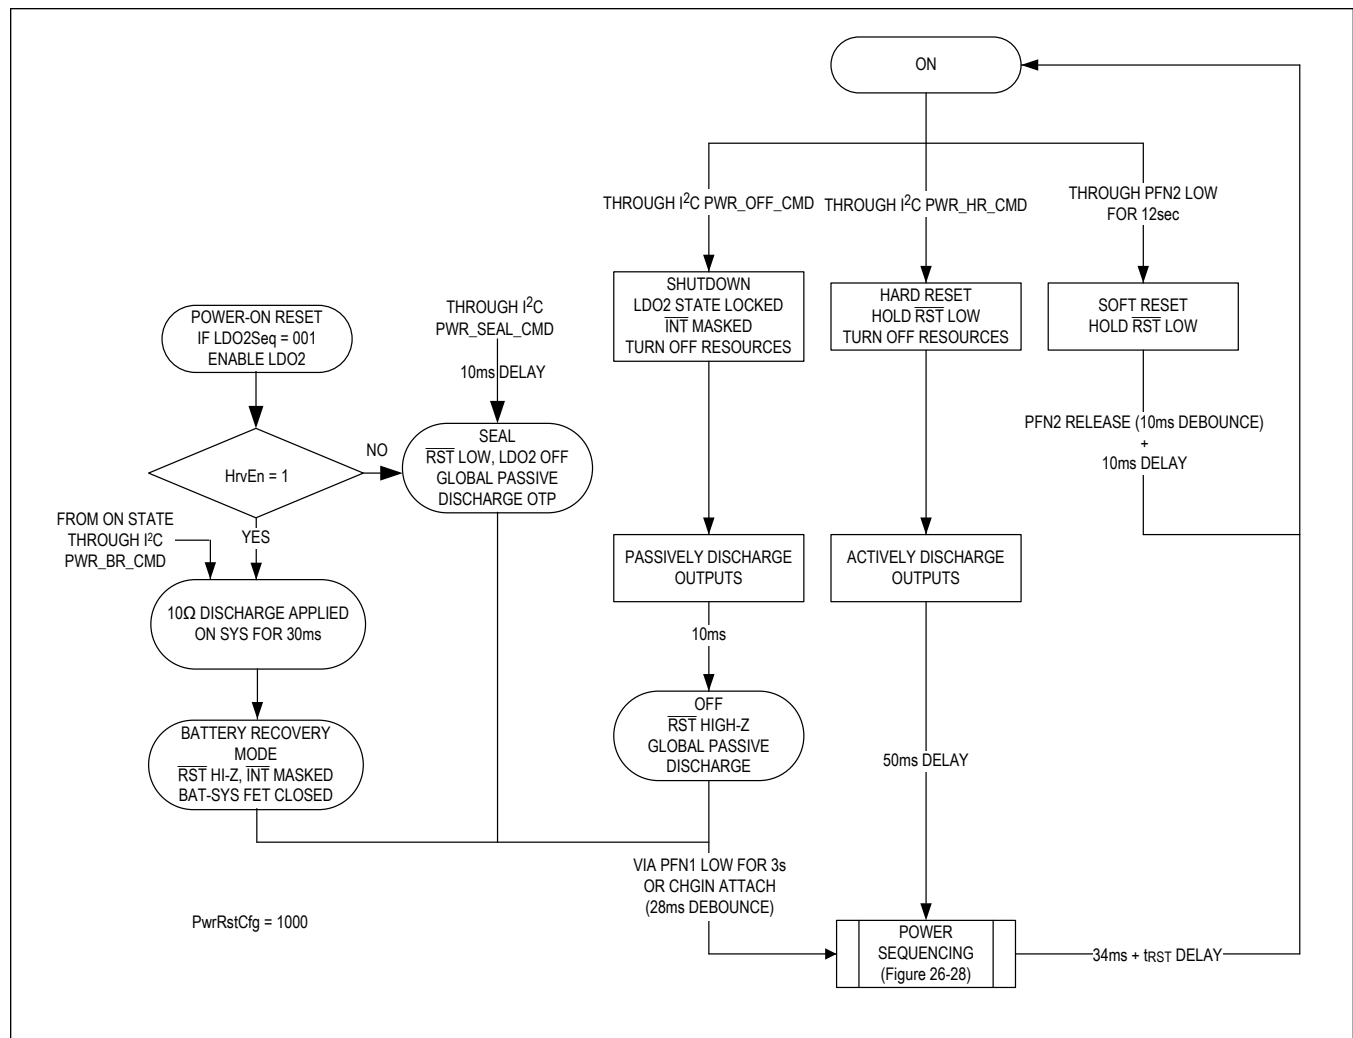 ON
THROUGH I2C PWR_OFF_CMD
THROUGH I2C PWR_HR_CMD
THROUGH PFN2 LOW
FOR 12sec
SHUTDOWN
LDO2 STATE LOCKED
INT MASKED
TURN OFF RESOURCES
HARD RESET
HOLD RST LOW
TURN OFF RESOURCES
SOFT RESET
HOLD RST LOW
POWER-ON RESET
IF LDO2Seq = 001
ENABLE LDO2
THROUGH I2C
PWR_SEAL_CMD
10ms DELAY
PFN2 RELEASE (10ms DEBOUNCE)
+
10ms DELAY
HrvEn = 1
NO
SEAL
RST LOW, LDO2 OFF
GLOBAL PASSIVE
DISCHARGE OTP
YES
FROM ON STATE
THROUGH I2C
PWR_BR_CMD
PASSIVELY DISCHARGE
OUTPUTS
ACTIVELY DISCHARGE
OUTPUTS
10Ω DISCHARGE APPLIED
ON SYS FOR 30ms
10ms
OFF
RST HIGH-Z
GLOBAL PASSIVE
DISCHARGE
BATTERY RECOVERY
MODE
RST HI-Z, INT MASKED
BAT-SYS FET CLOSED
50ms DELAY
VIA PFN1 LOW FOR 3s
OR CHGIN ATTACH
(28ms DEBOUNCE)
PwrRstCfg = 1000
POWER
SEQUENCING
(Figure 26-28)
34ms + tRST DELAY